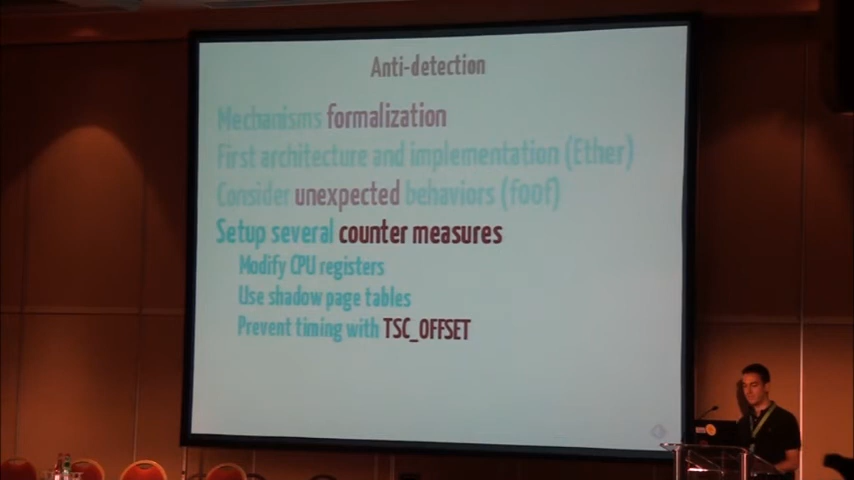 Anti-detection
Mechanisms formalization
First architecture and implementation (Ether)
Consider unexpected behaviors (foof)
Setup several counter measures
Modify CPU registers
Use shadow page tables
Prevent timing with TSC_OFFSET